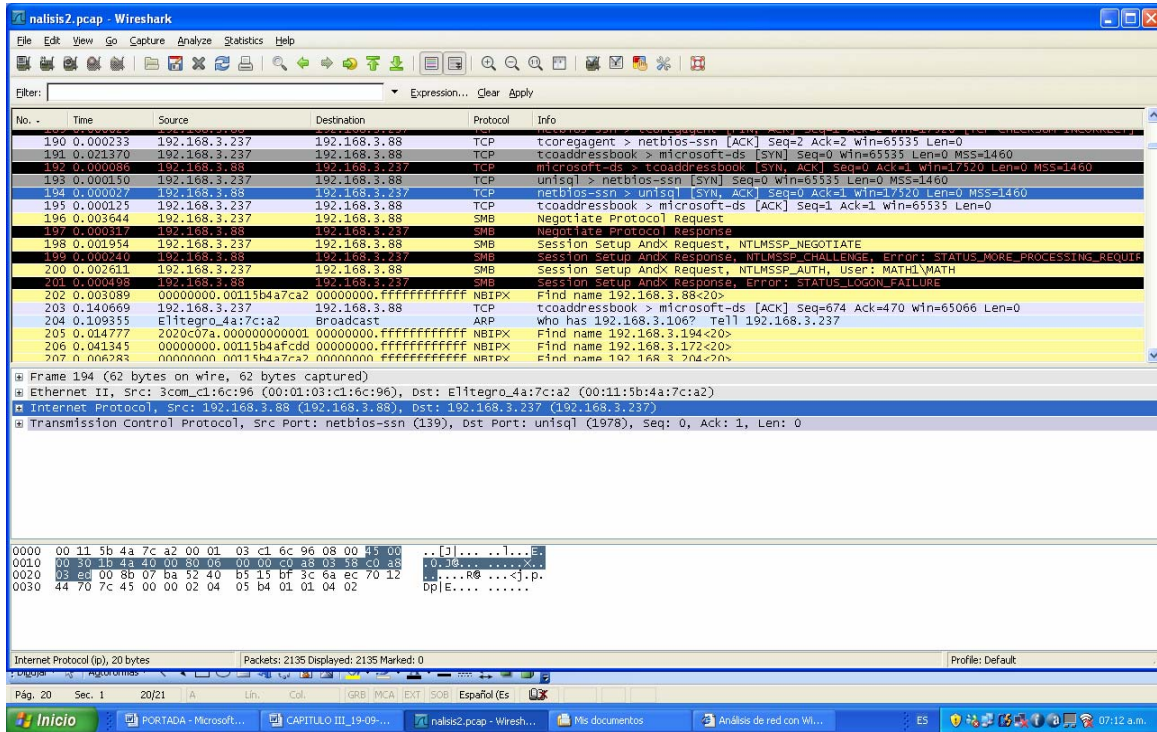 nalisis2.pcap - Wireshark
File Edit View Go Capture Analyze Statistics Help
Filter: Expression... Clear Apply
No. - Time Source Destination Protocol Info
190 0.000233 192.168.3.237 192.168.3.88 TCP tcoregagent > netbios-ssn [ACK] Seq=2 Ack=2 Win=65535 Len=0
191 0.021370 192.168.3.237 192.168.3.88 TCP tcoaddressbook > microsoft-ds [SYN] Seq=0 Win=65535 Len=0 MSS=1460
192 0.000086 192.168.3.88 192.168.3.237 TCP microsoft-ds > tcoaddressbook [SYN, ACK] Seq=0 Ack=1 Win=17520 Len=0 MSS=1460
193 0.000150 192.168.3.237 192.168.3.88 TCP unisql > netbios-ssn [SYN] Seq=0 Win=65535 Len=0 MSS=1460
194 0.000027 192.168.3.88 192.168.3.237 TCP netbios-ssn > unisql [SYN, ACK] Seq=0 Ack=1 Win=17520 Len=0 MSS=1460
195 0.000125 192.168.3.237 192.168.3.88 TCP tcoaddressbook > microsoft-ds [ACK] Seq=1 Ack=1 Win=65535 Len=0
196 0.003644 192.168.3.237 192.168.3.88 SMB Negotiate Protocol Request
197 0.000317 192.168.3.88 192.168.3.237 SMB Negotiate Protocol Response
198 0.001954 192.168.3.237 192.168.3.88 SMB Session Setup AndX Request, NTLMSSP_NEGOTIATE
199 0.000240 192.168.3.88 192.168.3.237 SMB Session Setup AndX Response, NTLMSSP_CHALLENGE, Error: STATUS_MORE_PROCESSING_REQUIR
200 0.002611 192.168.3.237 192.168.3.88 SMB Session Setup AndX Request, NTLMSSP_AUTH, User: MATH1\MATH
201 0.000498 192.168.3.88 192.168.3.237 SMB Session Setup AndX Response, Error: STATUS_LOGON_FAILURE
202 0.003089 00000000.00115b4a7ca2 00000000.ffffffffffff NBIPX Find name 192.168.3.88<20>
203 0.140669 192.168.3.237 192.168.3.88 TCP tcoaddressbook > microsoft-ds [ACK] Seq=674 Ack=470 Win=65066 Len=0
204 0.109355 Elitegro_4a:7c:a2 Broadcast ARP Who has 192.168.3.106? Tell 192.168.3.237
205 0.014777 2020c07a.000000000001 00000000.ffffffffffff NBIPX Find name 192.168.3.194<20>
206 0.041345 00000000.00115b4afcdd 00000000.ffffffffffff NBIPX Find name 192.168.3.172<20>
207 0.006283 00000000.00115b4a7ca2 00000000.ffffffffffff NBIPX Find name 192.168.3.204<20>
Frame 194 (62 bytes on wire, 62 bytes captured)
Ethernet II, Src: 3com_c1:6c:96 (00:01:03:c1:6c:96), Dst: Elitegro_4a:7c:a2 (00:11:5b:4a:7c:a2)
Internet Protocol, Src: 192.168.3.88 (192.168.3.88), Dst: 192.168.3.237 (192.168.3.237)
Transmission Control Protocol, Src Port: netbios-ssn (139), Dst Port: unisql (1978), Seq: 0, Ack: 1, Len: 0
0000 00 11 5b 4a 7c a2 00 01 03 c1 6c 96 08 00 45 00 ..[J|... ..l...E.
0010 00 30 1b 4a 40 00 80 06 00 00 c0 a8 03 58 c0 a8 .0.J@... .....X..
0020 03 ed 00 8b 07 ba 52 40 b5 15 bf 3c 6a ec 70 12 ......R@ ...<j.p.
0030 44 70 7c 45 00 00 02 04 05 b4 01 01 04 02 Dp|E.... ......
Internet Protocol (ip), 20 bytes Packets: 2135 Displayed: 2135 Marked: 0 Profile: Default
Pág. 20 Sec. 1 20/21 A Lín. Col. GRB MCA EXT SOB Español (Es
Inicio PORTADA - Microsoft... CAPITULO III_19-09-... nalisis2.pcap - Wiresh... Mis documentos Análisis de red con Wi... ES 07:12 a.m.